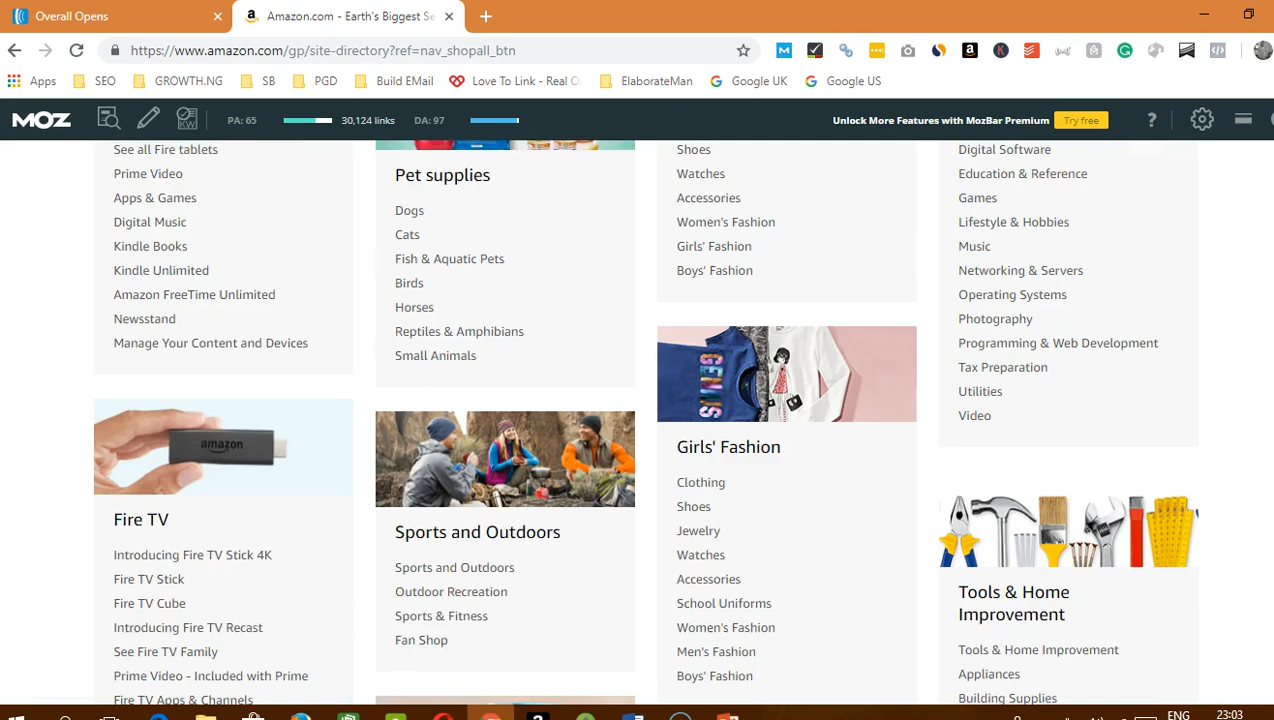 Overall Opens
Amazon.com - Earth's Biggest Se
https://www.amazon.com/gp/site-directory?ref=nav_shopall_btn
Apps
SEO
GROWTH.NG
SB
PGD
Build EMail
Love To Link - Real O
ElaborateMan
Google UK
Google US
MOZ
KW
PA: 65
30,124 links
DA: 97
Unlock More Features with MozBar Premium
Try free
?
See all Fire tablets
Prime Video
Apps & Games
Digital Music
Kindle Books
Kindle Unlimited
Amazon FreeTime Unlimited
Newsstand
Manage Your Content and Devices
amazon
Fire TV
Introducing Fire TV Stick 4K
Fire TV Stick
Fire TV Cube
Introducing Fire TV Recast
See Fire TV Family
Prime Video - Included with Prime
Fire TV Apps & Channels
Pet supplies
Dogs
Cats
Fish & Aquatic Pets
Birds
Horses
Reptiles & Amphibians
Small Animals
Sports and Outdoors
Sports and Outdoors
Outdoor Recreation
Sports & Fitness
Fan Shop
Shoes
Watches
Accessories
Women's Fashion
Girls' Fashion
Boys' Fashion
GENIUS
Girls' Fashion
Clothing
Shoes
Jewelry
Watches
Accessories
School Uniforms
Women's Fashion
Men's Fashion
Boys' Fashion
Digital Software
Education & Reference
Games
Lifestyle & Hobbies
Music
Networking & Servers
Operating Systems
Photography
Programming & Web Development
Tax Preparation
Utilities
Video
Tools & Home
Improvement
Tools & Home Improvement
Appliances
Building Supplies
ENG
23:03